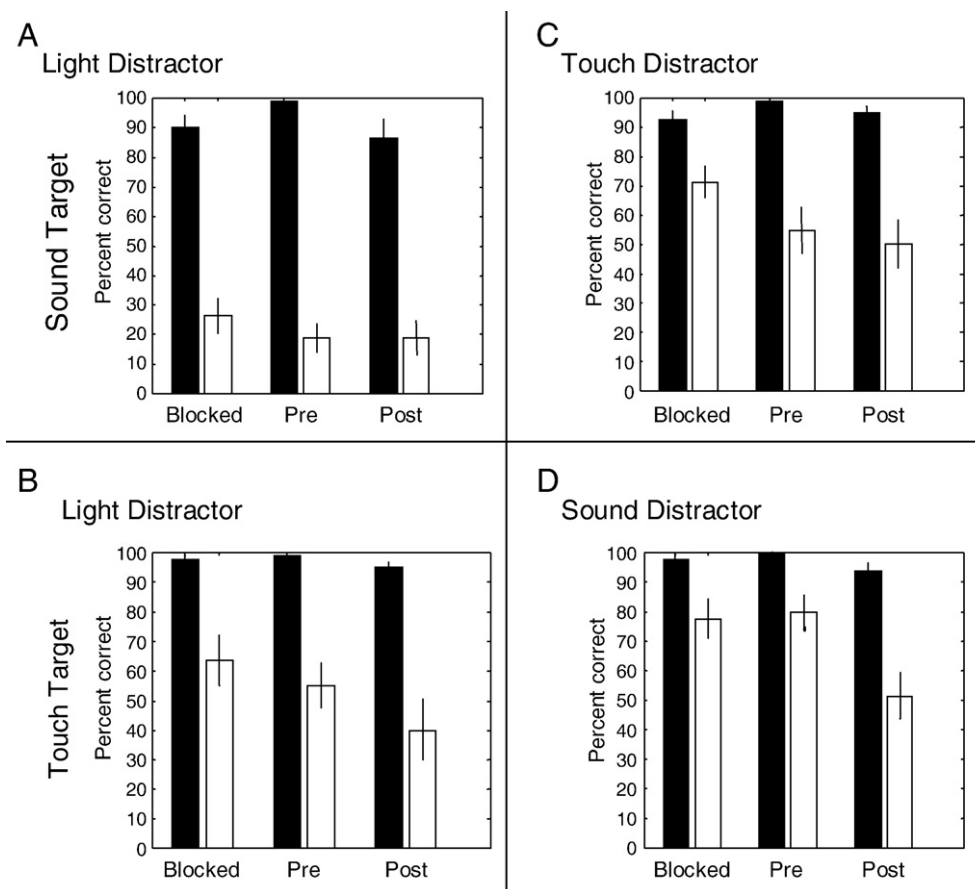 A
Light Distractor
Sound Target
Percent correct
100
90
80
70
60
50
40
30
20
10
0
Blocked Pre Post
C
Touch Distractor
Percent correct
100
90
80
70
60
50
40
30
20
10
0
Blocked Pre Post
B
Light Distractor
Touch Target
Percent correct
100
90
80
70
60
50
40
30
20
10
0
Blocked Pre Post
D
Sound Distractor
Percent correct
100
90
80
70
60
50
40
30
20
10
0
Blocked Pre Post